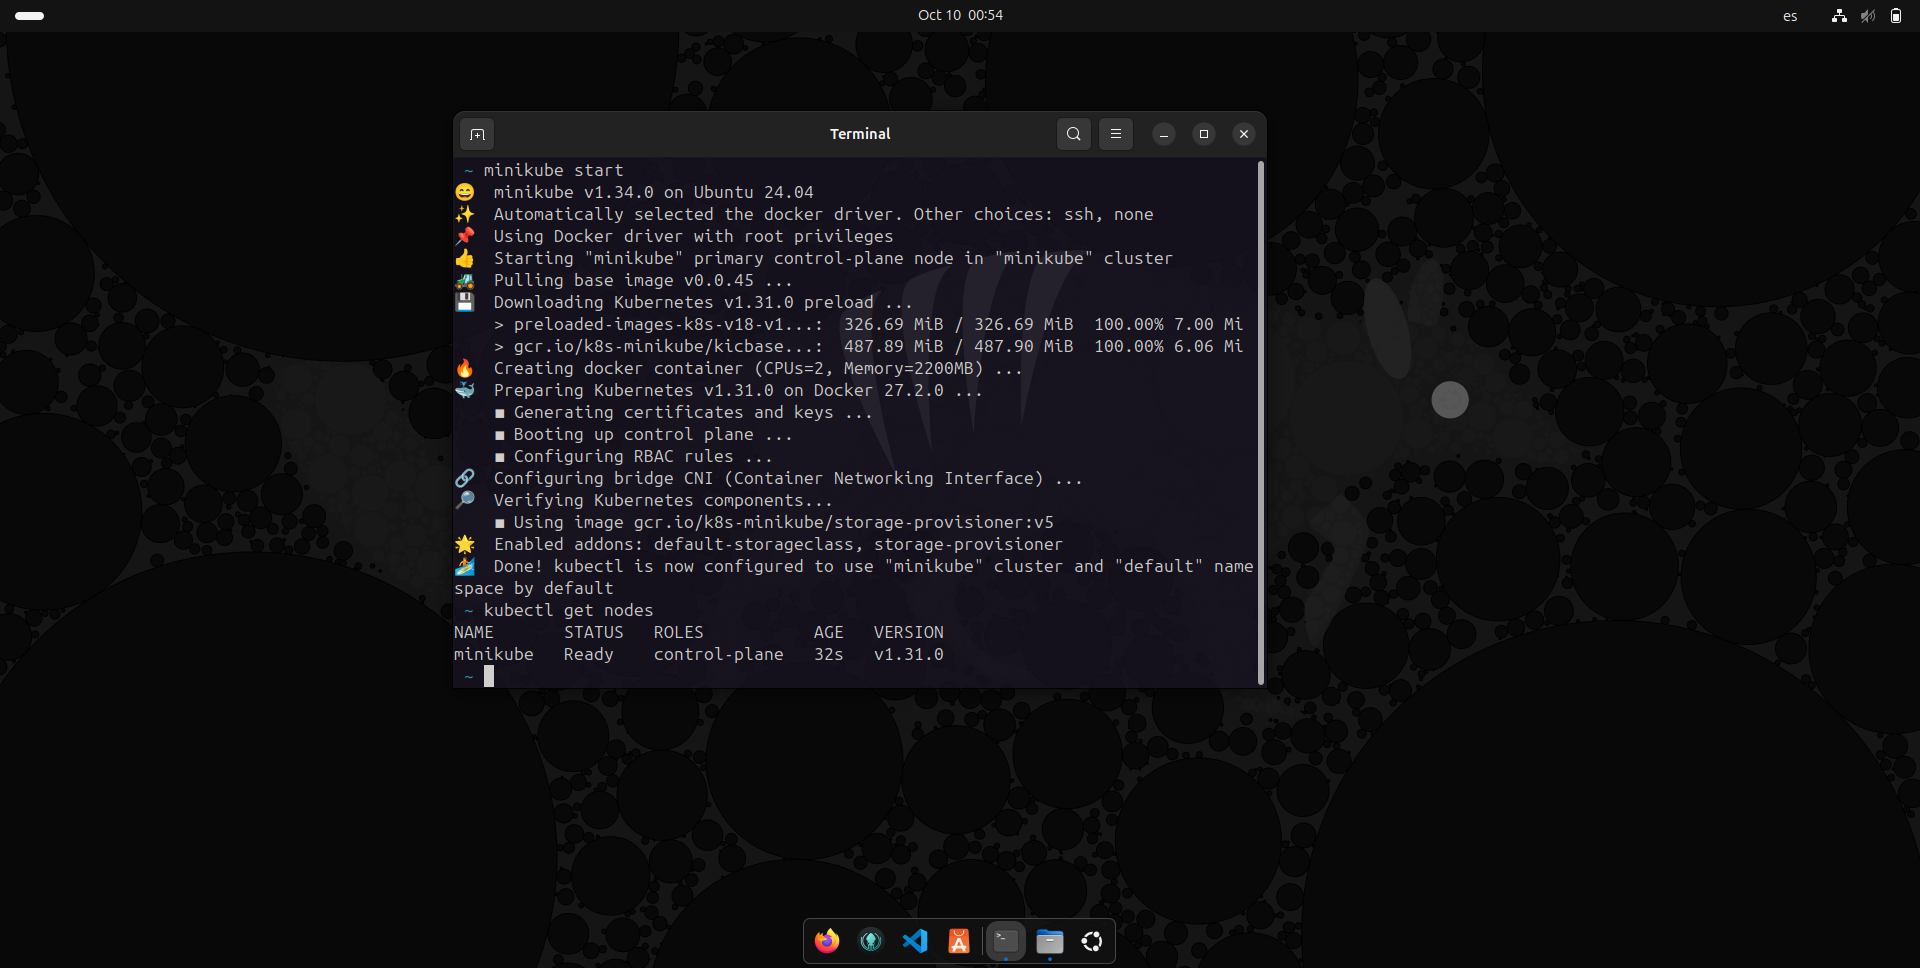 Oct 10 00:54
es
Terminal
~ minikube start
😄 minikube v1.34.0 on Ubuntu 24.04
✨ Automatically selected the docker driver. Other choices: ssh, none
📌 Using Docker driver with root privileges
👍 Starting "minikube" primary control-plane node in "minikube" cluster
🚜 Pulling base image v0.0.45 ...
💾 Downloading Kubernetes v1.31.0 preload ...
> preloaded-images-k8s-v18-v1...: 326.69 MiB / 326.69 MiB 100.00% 7.00 Mi
> gcr.io/k8s-minikube/kicbase...: 487.89 MiB / 487.90 MiB 100.00% 6.06 Mi
🔥 Creating docker container (CPUs=2, Memory=2200MB) ...
🐳 Preparing Kubernetes v1.31.0 on Docker 27.2.0 ...
▪ Generating certificates and keys ...
▪ Booting up control plane ...
▪ Configuring RBAC rules ...
🔗 Configuring bridge CNI (Container Networking Interface) ...
🔎 Verifying Kubernetes components...
▪ Using image gcr.io/k8s-minikube/storage-provisioner:v5
🌟 Enabled addons: default-storageclass, storage-provisioner
🏄 Done! kubectl is now configured to use "minikube" cluster and "default" name
space by default
~ kubectl get nodes
NAME STATUS ROLES AGE VERSION
minikube Ready control-plane 32s v1.31.0
~